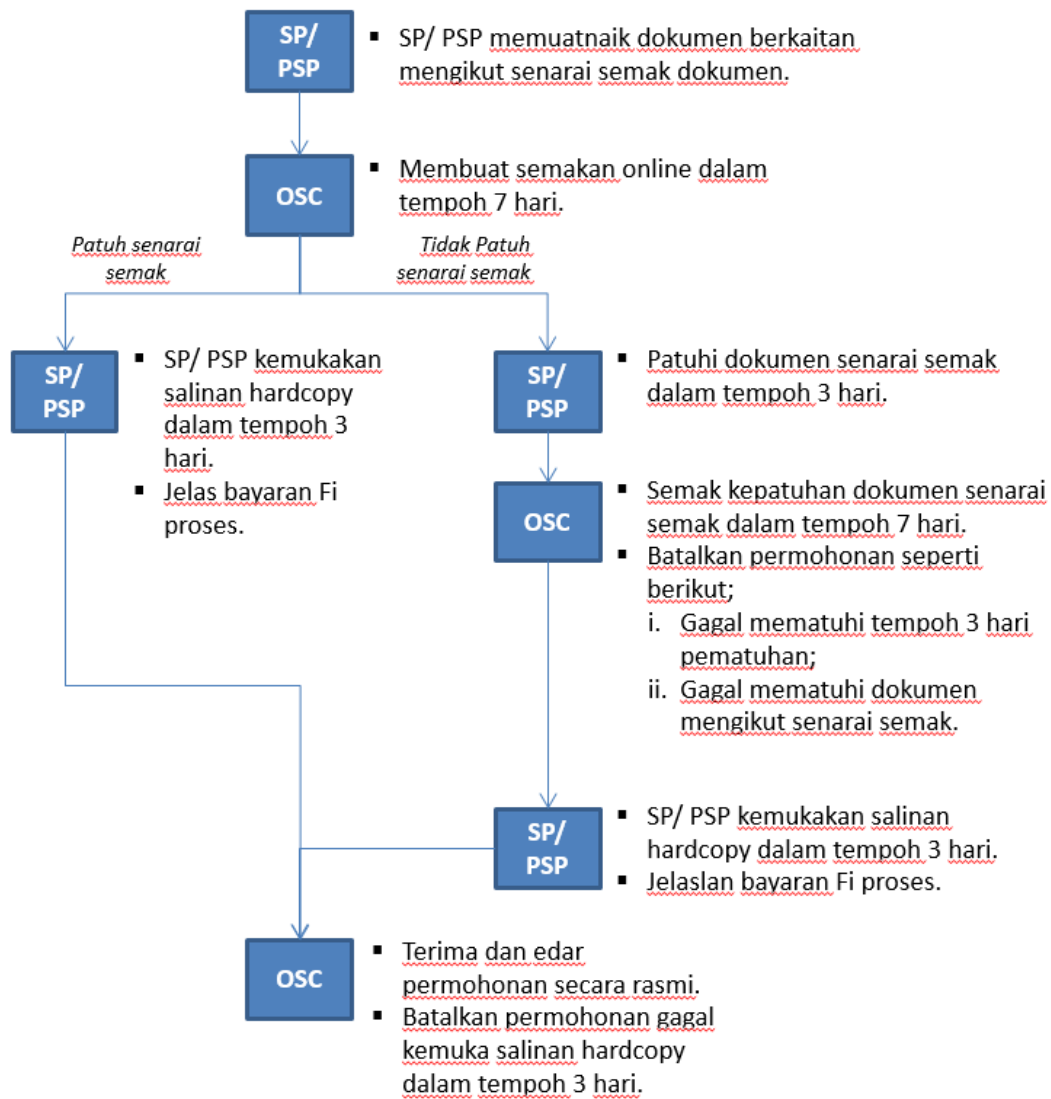 SP/
PSP
▪ SP/ PSP memuatnaik dokumen berkaitan
mengikut senarai semak dokumen.
OSC
▪ Membuat semakan online dalam
tempoh 7 hari.
Patuh senarai
semak
Tidak Patuh
senarai semak
SP/
PSP
▪ SP/ PSP kemukakan
salinan hardcopy
dalam tempoh 3
hari.
▪ Jelas bayaran Fi
proses.
SP/
PSP
▪ Patuhi dokumen senarai semak
dalam tempoh 3 hari.
OSC
▪ Semak kepatuhan dokumen senarai
semak dalam tempoh 7 hari.
▪ Batalkan permohonan seperti
berikut;
i. Gagal mematuhi tempoh 3 hari
pematuhan;
ii. Gagal mematuhi dokumen
mengikut senarai semak.
SP/
PSP
▪ SP/ PSP kemukakan salinan
hardcopy dalam tempoh 3 hari.
▪ Jelaslan bayaran Fi proses.
OSC
▪ Terima dan edar
permohonan secara rasmi.
▪ Batalkan permohonan gagal
kemuka salinan hardcopy
dalam tempoh 3 hari.